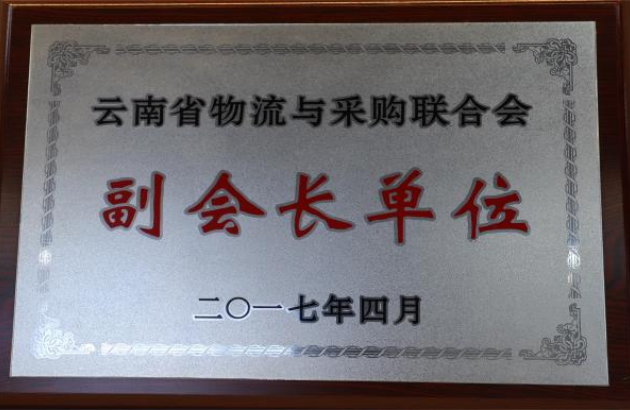 云南省物流与采购联合会
副会长单位
二〇一七年四月